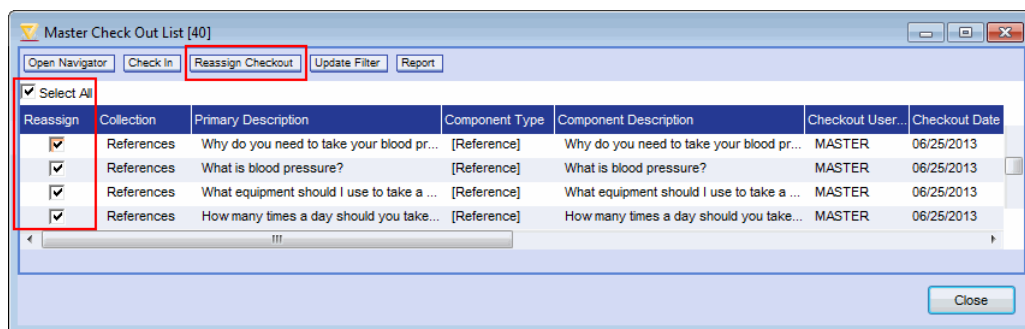 Master Check Out List [40]
Open Navigator Check In Reassign Checkout Update Filter Report
Select All
Reassign Collection Primary Description Component Type Component Description Checkout User... Checkout Date
References Why do you need to take your blood pr... [Reference] Why do you need to take your blood pr... MASTER 06/25/2013
References What is blood pressure? [Reference] What is blood pressure? MASTER 06/25/2013
References What equipment should I use to take a ... [Reference] What equipment should I use to take a ... MASTER 06/25/2013
References How many times a day should you take... [Reference] How many times a day should you take... MASTER 06/25/2013
Close